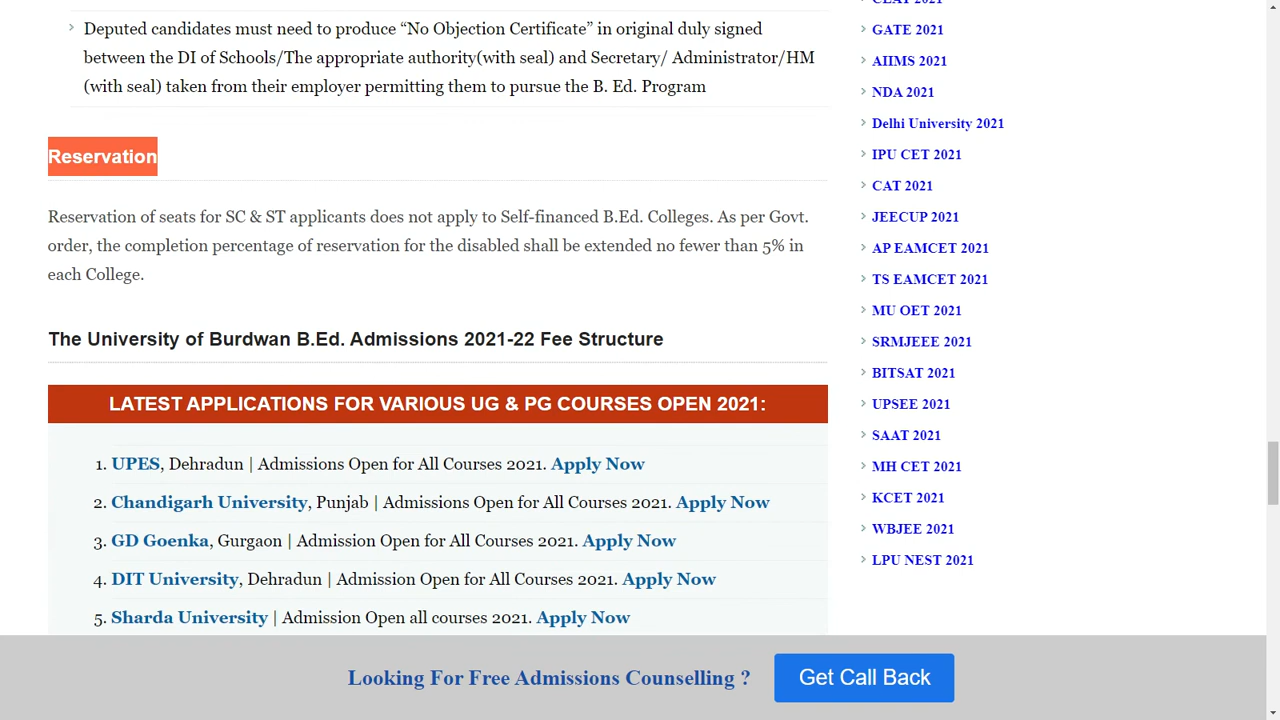 Deputed candidates must need to produce “No Objection Certificate” in original duly signed
between the DI of Schools/The appropriate authority(with seal) and Secretary/ Administrator/HM
(with seal) taken from their employer permitting them to pursue the B. Ed. Program
Reservation
Reservation of seats for SC & ST applicants does not apply to Self-financed B.Ed. Colleges. As per Govt.
order, the completion percentage of reservation for the disabled shall be extended no fewer than 5% in
each College.
The University of Burdwan B.Ed. Admissions 2021-22 Fee Structure
LATEST APPLICATIONS FOR VARIOUS UG & PG COURSES OPEN 2021:
1. UPES, Dehradun | Admissions Open for All Courses 2021. Apply Now
2. Chandigarh University, Punjab | Admissions Open for All Courses 2021. Apply Now
3. GD Goenka, Gurgaon | Admission Open for All Courses 2021. Apply Now
4. DIT University, Dehradun | Admission Open for All Courses 2021. Apply Now
5. Sharda University | Admission Open all courses 2021. Apply Now
CLAT 2021
GATE 2021
AIIMS 2021
NDA 2021
Delhi University 2021
IPU CET 2021
CAT 2021
JEECUP 2021
AP EAMCET 2021
TS EAMCET 2021
MU OET 2021
SRMJEEE 2021
BITSAT 2021
UPSEE 2021
SAAT 2021
MH CET 2021
KCET 2021
WBJEE 2021
LPU NEST 2021
Looking For Free Admissions Counselling ?
Get Call Back